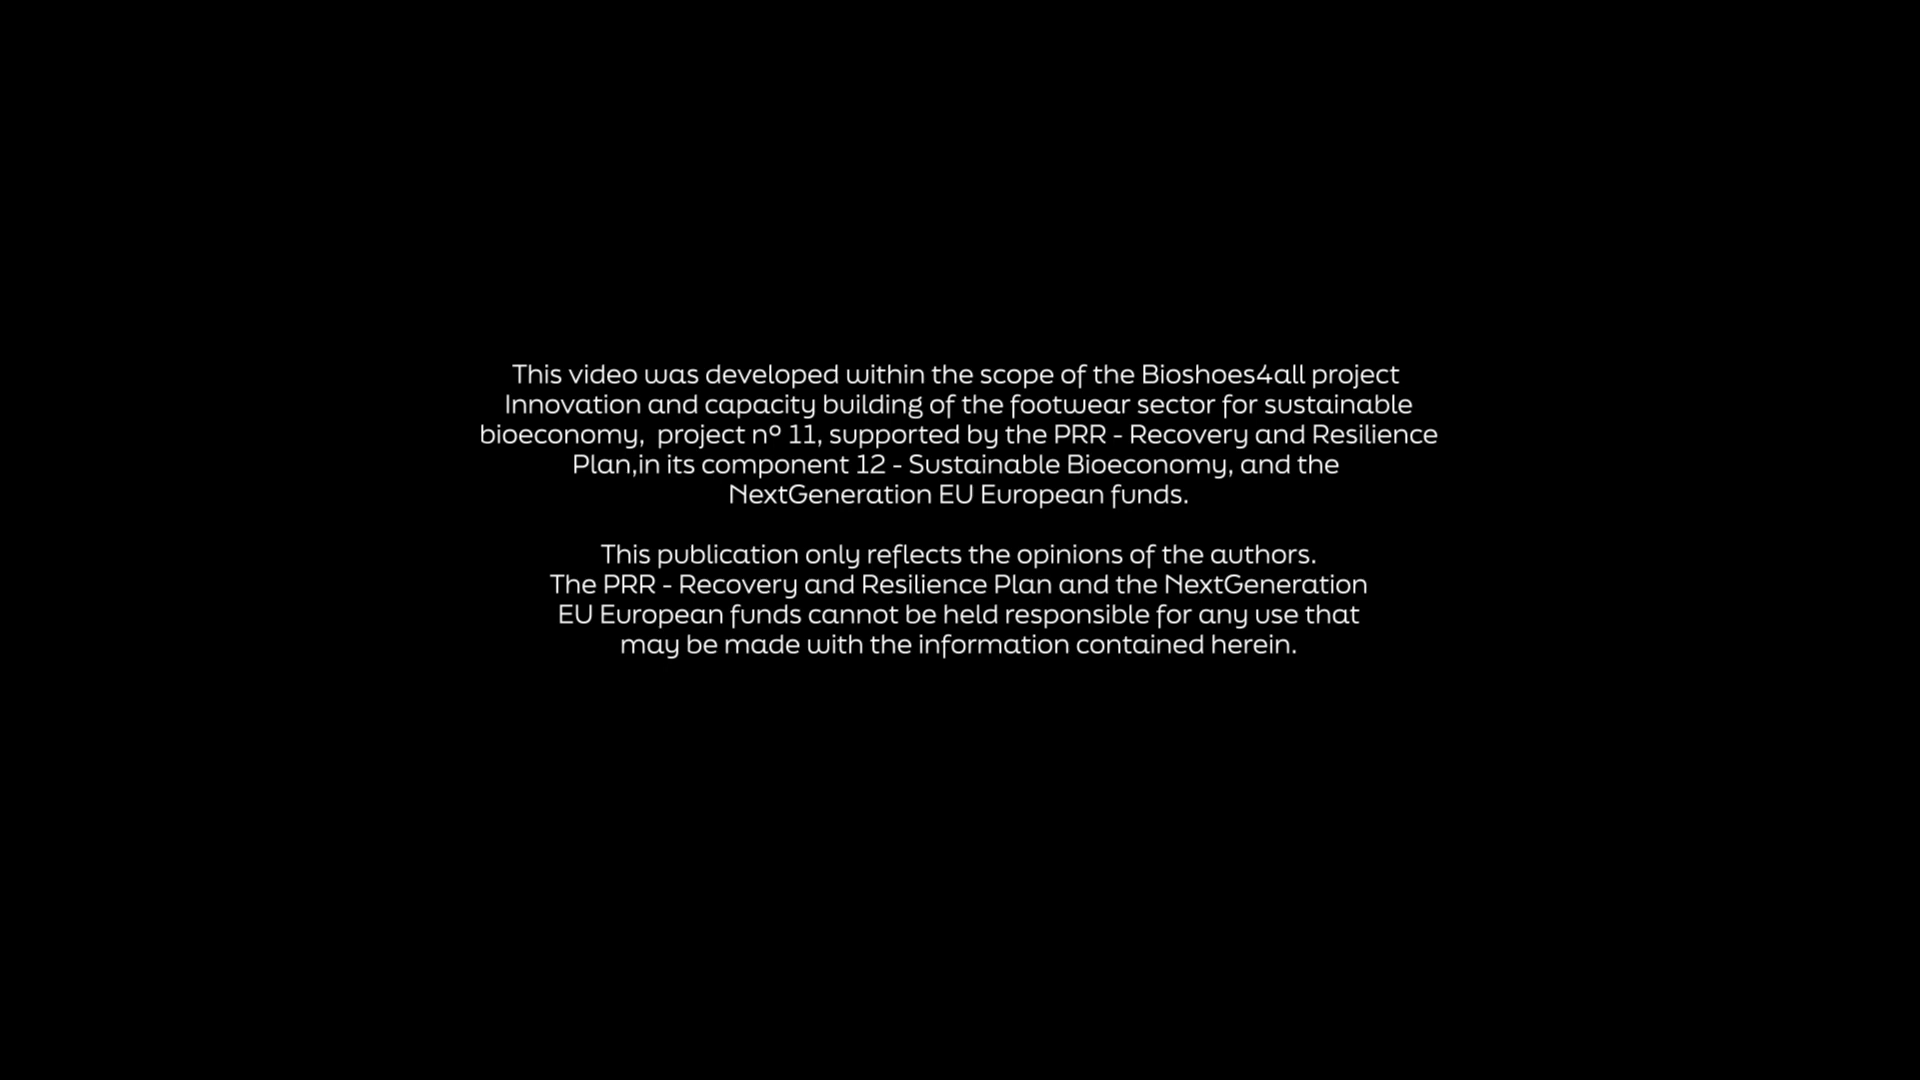 This video was developed within the scope of the Bioshoes4all project
Innovation and capacity building of the footwear sector for sustainable
bioeconomy,  project nº 11, supported by the PRR - Recovery and Resilience
Plan,in its component 12 - Sustainable Bioeconomy, and the
NextGeneration EU European funds.
This publication only reflects the opinions of the authors.
The PRR - Recovery and Resilience Plan and the NextGeneration
EU European funds cannot be held responsible for any use that
may be made with the information contained herein.